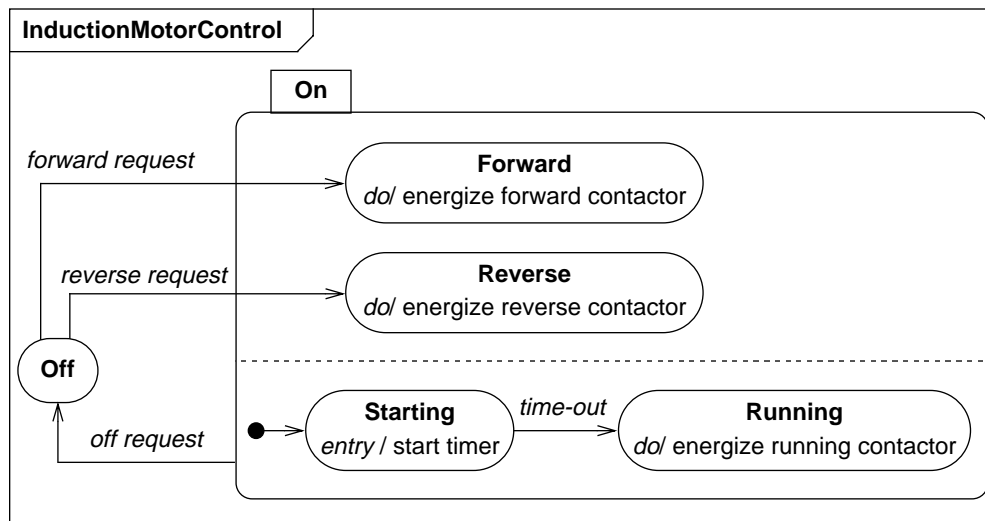 InductionMotorControl
On
forward request
Forward
do/ energize forward contactor
reverse request
Reverse
do/ energize reverse contactor
Off
off request
Starting
entry / start timer
time-out
Running
do/ energize running contactor